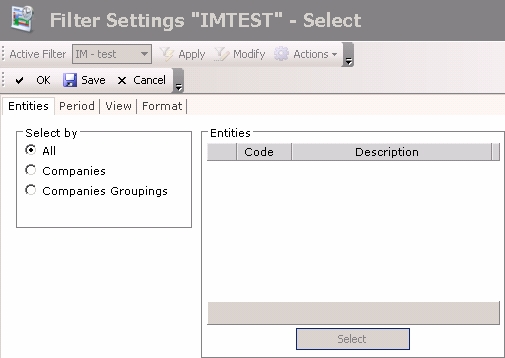 Filter Settings "IMTEST" - Select
Active Filter IM - test Apply Modify Actions
OK Save Cancel
Entities Period View Format
Select by
All
Companies
Companies Groupings
Entities
Code Description
Select